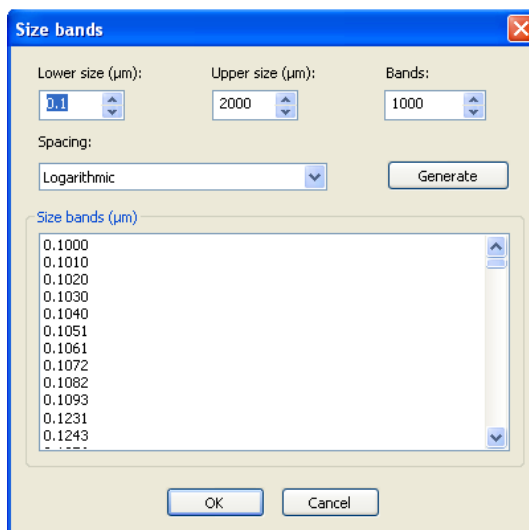 Size bands
Lower size (µm): Upper size (µm): Bands:
0.1 2000 1000
Spacing:
Logarithmic Generate
Size bands (µm)
0.1000
0.1010
0.1020
0.1030
0.1040
0.1051
0.1061
0.1072
0.1082
0.1093
0.1231
0.1243
OK Cancel